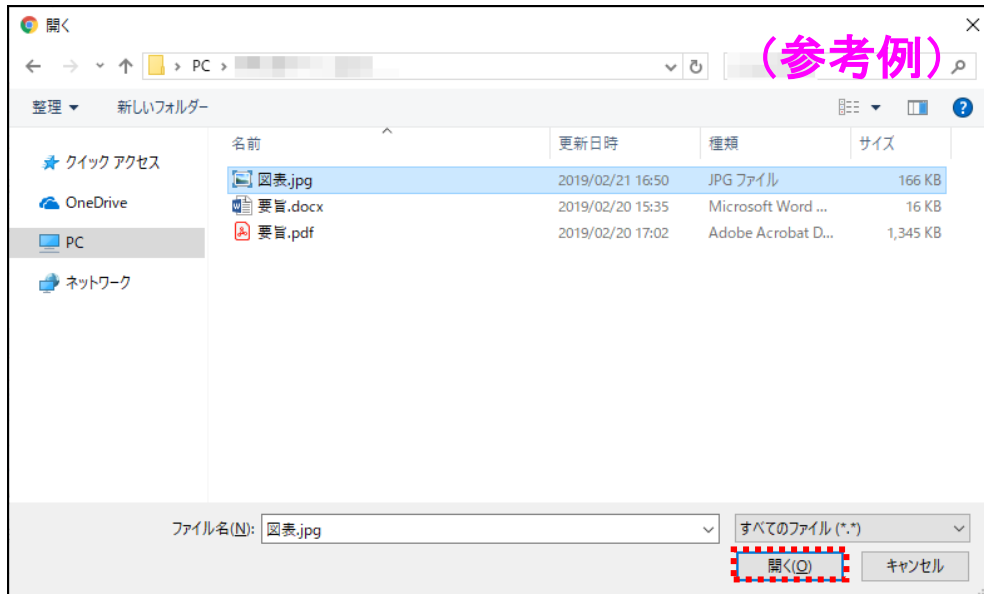 開く
PC
（参考例）
整理 新しいフォルダー
名前 更新日時 種類 サイズ
クイック アクセス
OneDrive
PC
ネットワーク
図表.jpg 2019/02/21 16:50 JPG ファイル 166 KB
要旨.docx 2019/02/20 15:35 Microsoft Word ... 16 KB
要旨.pdf 2019/02/20 17:02 Adobe Acrobat D... 1,345 KB
ファイル名(N): 図表.jpg すべてのファイル (*.*)
開く(O) キャンセル